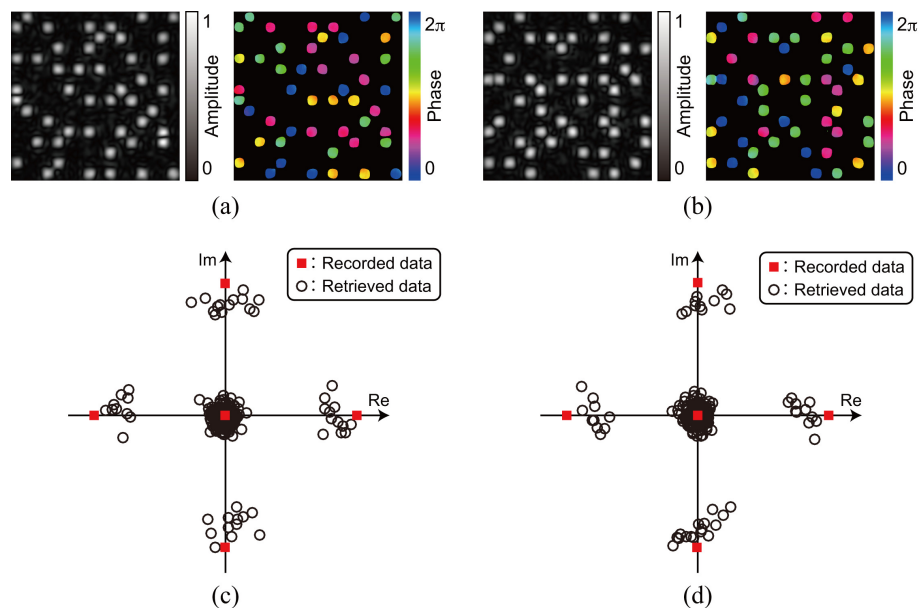 1
Amplitude
0
2π
Phase
0
(a)
1
Amplitude
0
2π
Phase
0
(b)
Im
■: Recorded data
○: Retrieved data
Re
(c)
Im
■: Recorded data
○: Retrieved data
Re
(d)